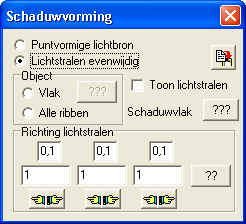 Schaduwvorming
Puntvormige lichtbron
Lichtstralen evenwijdig
Object
Vlak ???
Alle ribben
Toon lichtstralen
Schaduwvlak ???
Richting lichtstralen
0,1 0,1 0,1
1 1 1 ??